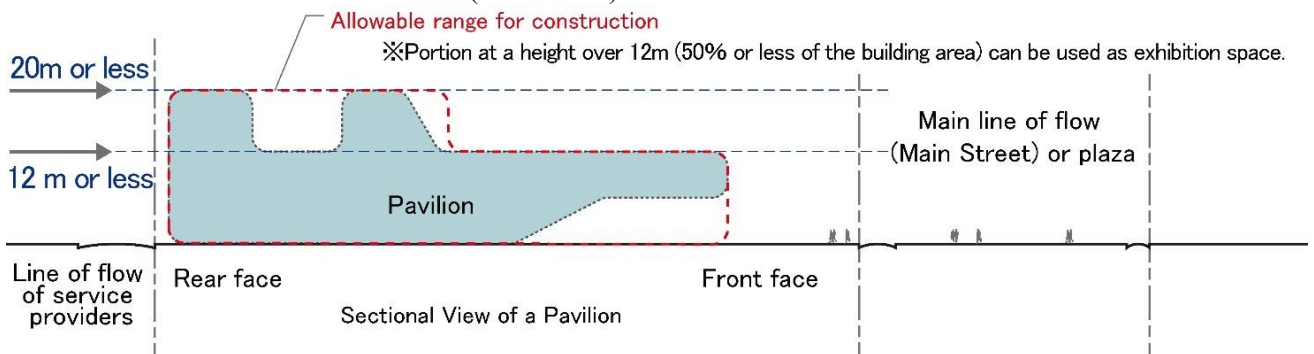 Allowable range for construction
※Portion at a height over 12m (50% or less of the building area) can be used as exhibition space.
20m or less
Main line of flow
(Main Street) or plaza
12 m or less
Pavilion
Line of flow
of service
providers
Rear face
Front face
Sectional View of a Pavilion